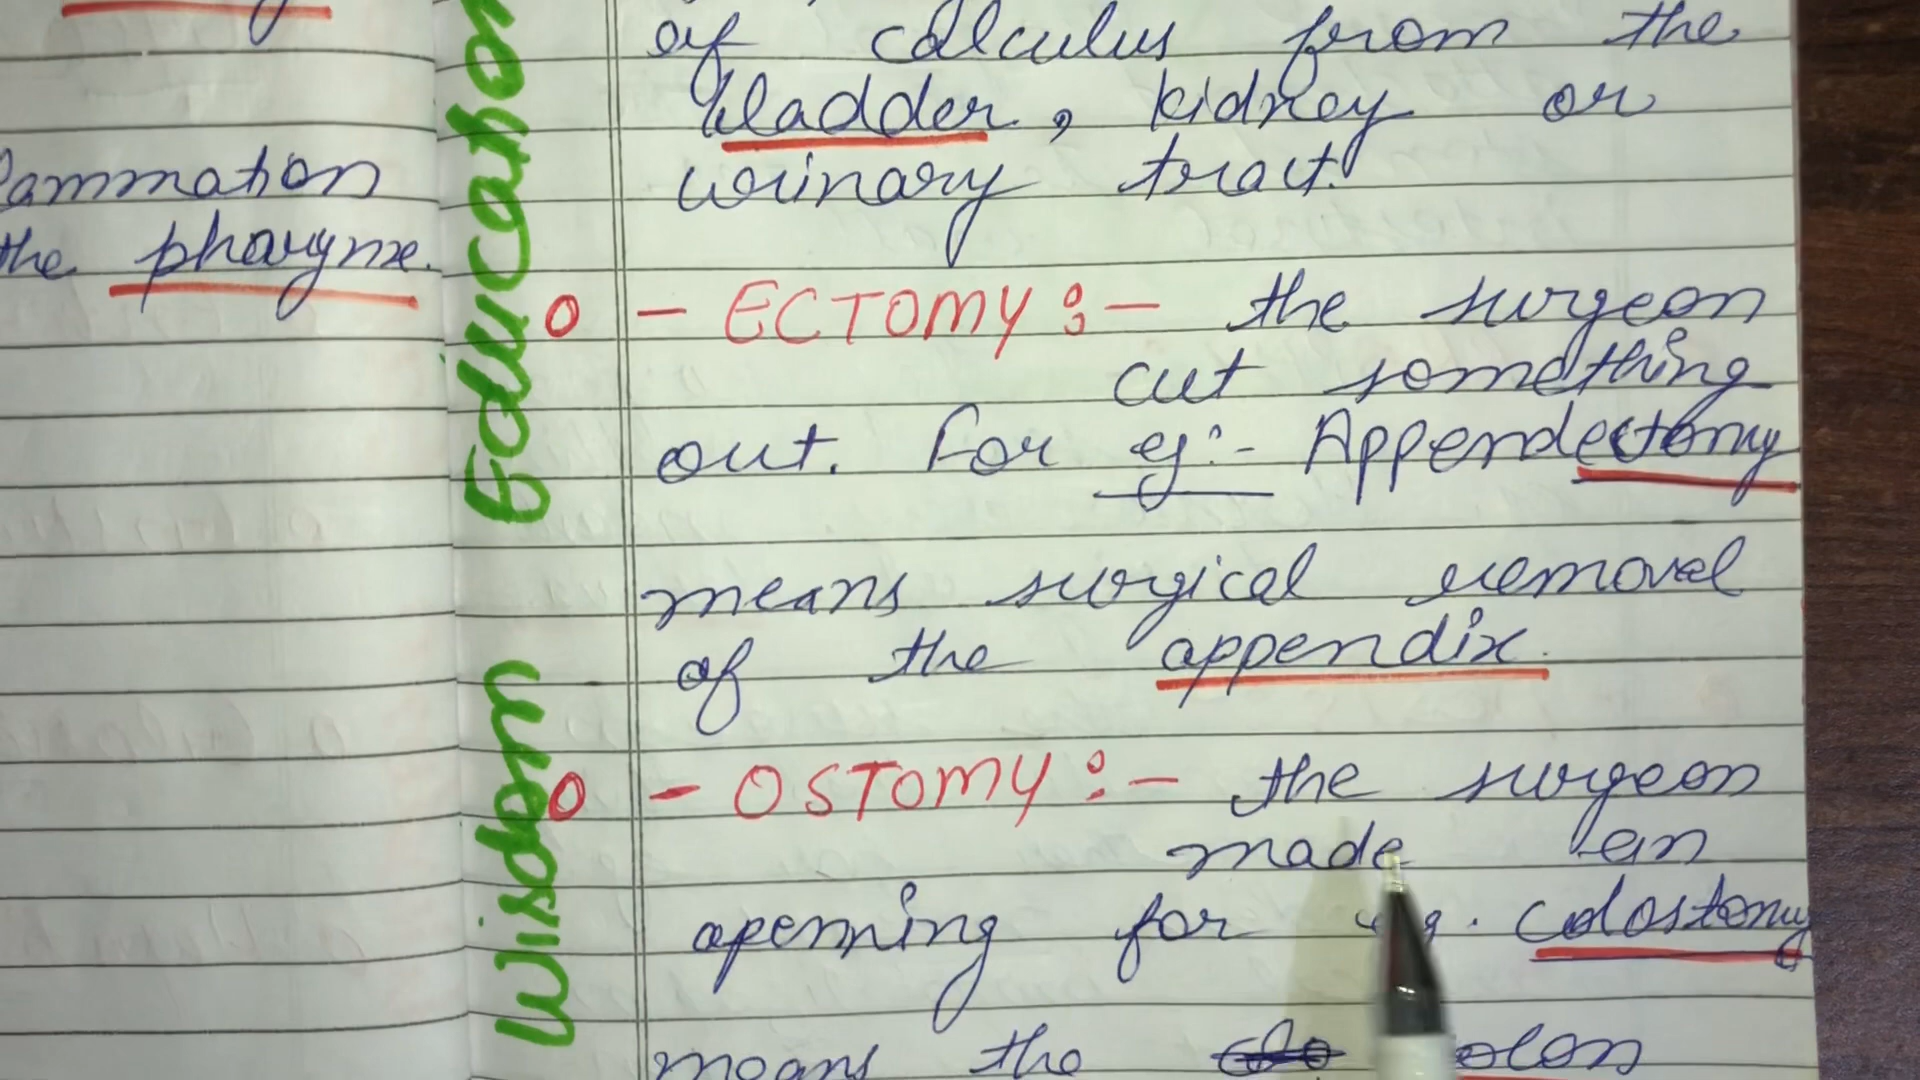 ammation
the pharynx.
Wisdom Education
of calculus from the
bladder, kidney or
urinary tract.
o - ECTOMY :- the surgeon
cut something
out. For eg:- Appendectomy
means surgical removal
of the appendix.
o - OSTOMY :- the surgeon
made an
openning for e.g. Colostomy
means the colon